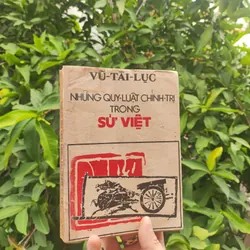 VŨ-TÀI-LỤC
NHỮNG QUY-LUẬT CHÍNH-TRỊ
TRONG
SỬ VIỆT